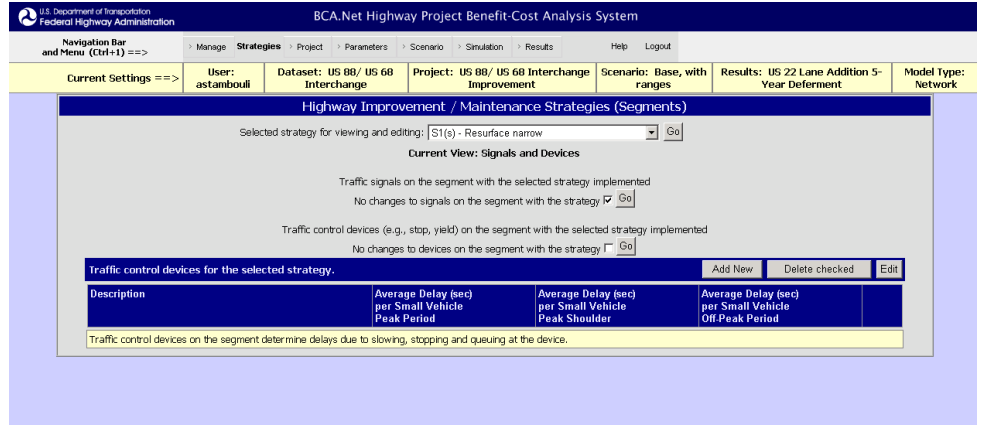 U.S. Department of Transportation
Federal Highway Administration
BCA.Net Highway Project Benefit-Cost Analysis System
Navigation Bar
and Menu (Ctrl+1) ==>
> Manage Strategies > Project > Parameters > Scenario > Simulation > Results Help Logout
Current Settings ==>
User:
astambouli
Dataset: US 88/ US 68
Interchange
Project: US 88/ US 68 Interchange
Improvement
Scenario: Base, with
ranges
Results: US 22 Lane Addition 5-
Year Deferment
Model Type:
Network
Highway Improvement / Maintenance Strategies (Segments)
Selected strategy for viewing and editing: S1(s) - Resurface narrow Go
Current View: Signals and Devices
Traffic signals on the segment with the selected strategy implemented
No changes to signals on the segment with the strategy Go
Traffic control devices (e.g., stop, yield) on the segment with the selected strategy implemented
No changes to devices on the segment with the strategy Go
Traffic control devices for the selected strategy. Add New Delete checked Edit
Description
Average Delay (sec)
per Small Vehicle
Peak Period
Average Delay (sec)
per Small Vehicle
Peak Shoulder
Average Delay (sec)
per Small Vehicle
Off-Peak Period
Traffic control devices on the segment determine delays due to slowing, stopping and queuing at the device.